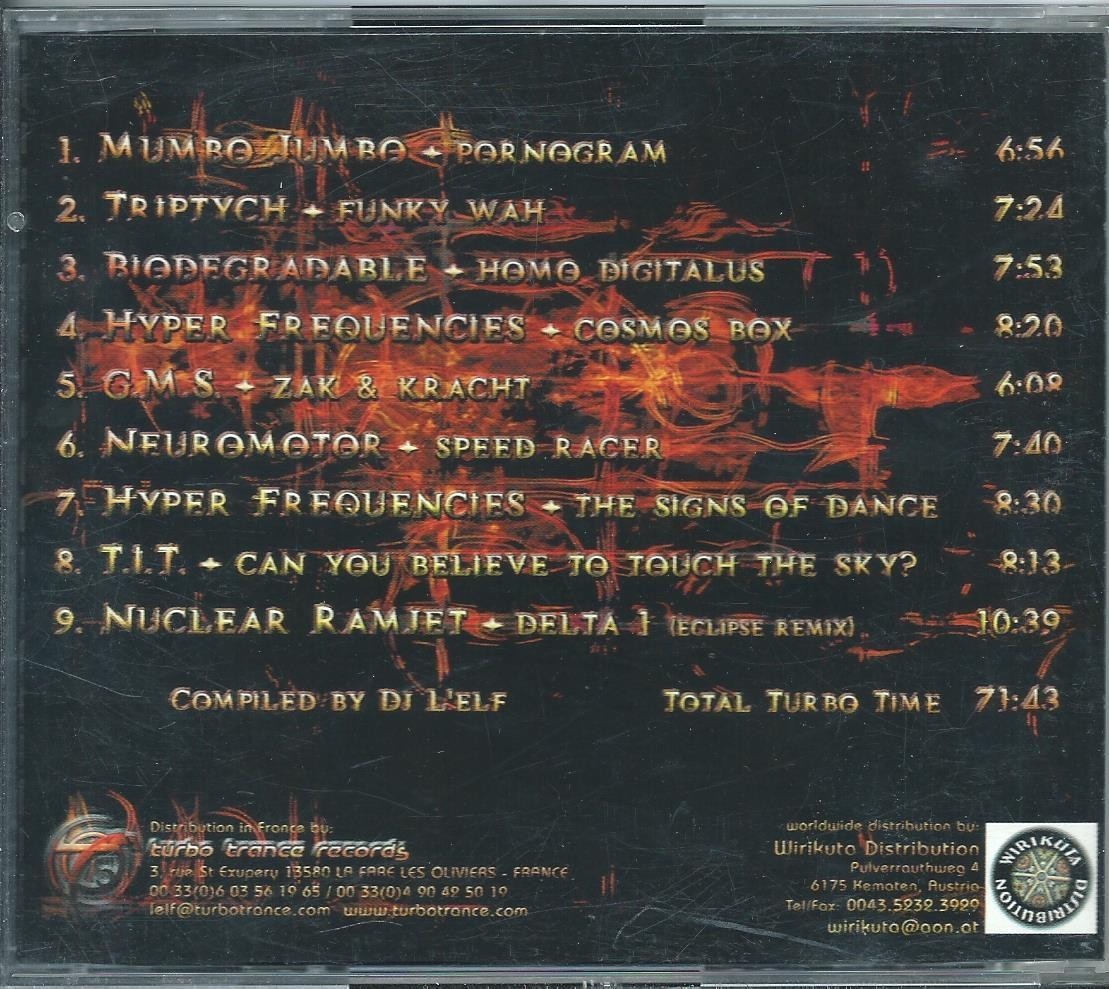 1. MUMBO JUMBO ✦ PORNOGRAM 6:56
2. TRIPTYCH ✦ FUNKY WAH 7:24
3. BIODEGRADABLE ✦ HOMO DIGITALUS 7:53
4. HYPER FREQUENCIES ✦ COSMOS BOX 8:20
5. G.M.S. ✦ ZAK & KRACHT 6:08
6. NEUROMOTOR ✦ SPEED RACER 7:40
7. HYPER FREQUENCIES ✦ THE SIGNS OF DANCE 8:30
8. T.I.T. ✦ CAN YOU BELIEVE TO TOUCH THE SKY? 8:13
9. NUCLEAR RAMJET ✦ DELTA 1 (ECLIPSE REMIX) 10:39
COMPILED BY DJ L'ELF TOTAL TURBO TIME 71:43
Distribution in France by:
turbo trance records
3, rue St Exupery 13580 LA FARE LES OLIVIERS - FRANCE
00 33(0)6 03 56 19 65 / 00 33(0)4 90 42 50 19
lelf@turbotrance.com www.turbotrance.com
worldwide distribution by:
Wirikuta Distribution
Pulverrauthweg 4
6175 Kematen, Austria
Tel/Fax: 0043.5232.3929
wirikuta@aon.at
WIRIKUTA DISTRIBUTION